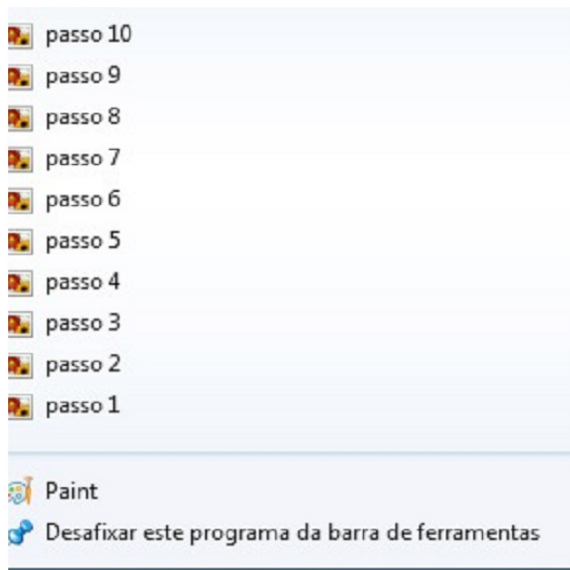 passo 10
passo 9
passo 8
passo 7
passo 6
passo 5
passo 4
passo 3
passo 2
passo 1
Paint
Desafixar este programa da barra de ferramentas